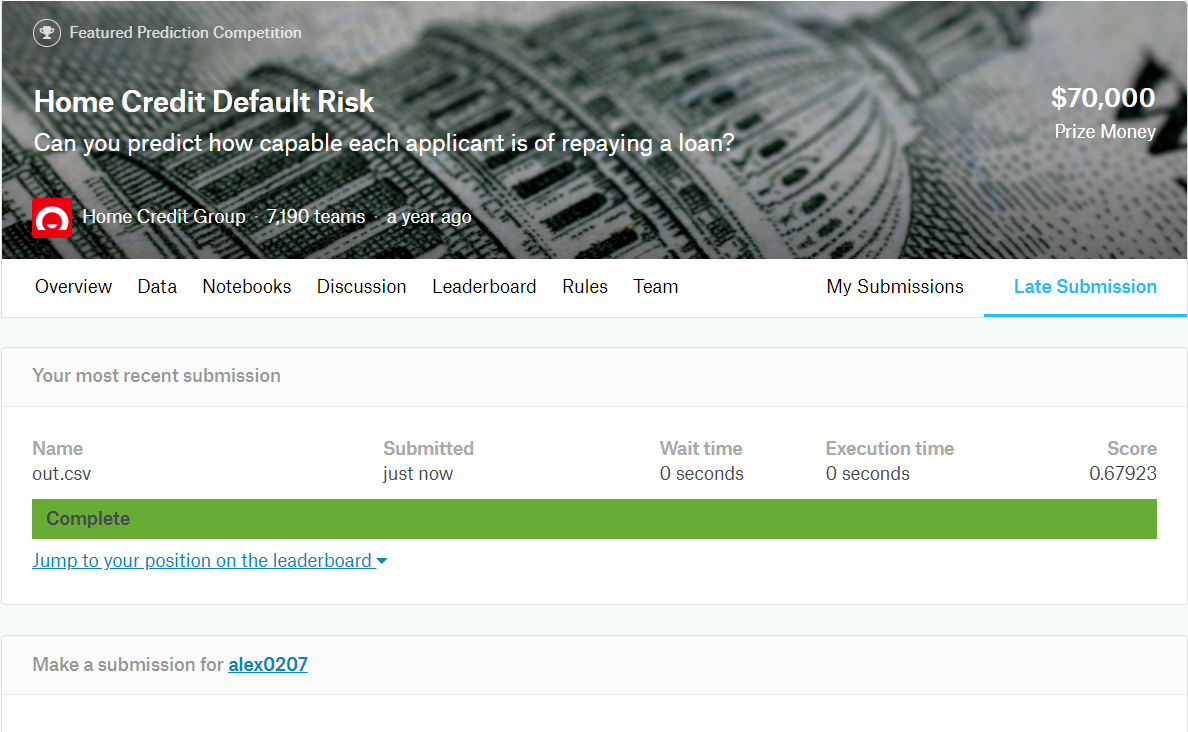 Featured Prediction Competition
Home Credit Default Risk
$70,000
Can you predict how capable each applicant is of repaying a loan?
Prize Money
Home Credit Group · 7,190 teams · a year ago
Overview Data Notebooks Discussion Leaderboard Rules Team My Submissions Late Submission
Your most recent submission
Name Submitted Wait time Execution time Score
out.csv just now 0 seconds 0 seconds 0.67923
Complete
Jump to your position on the leaderboard
Make a submission for alex0207